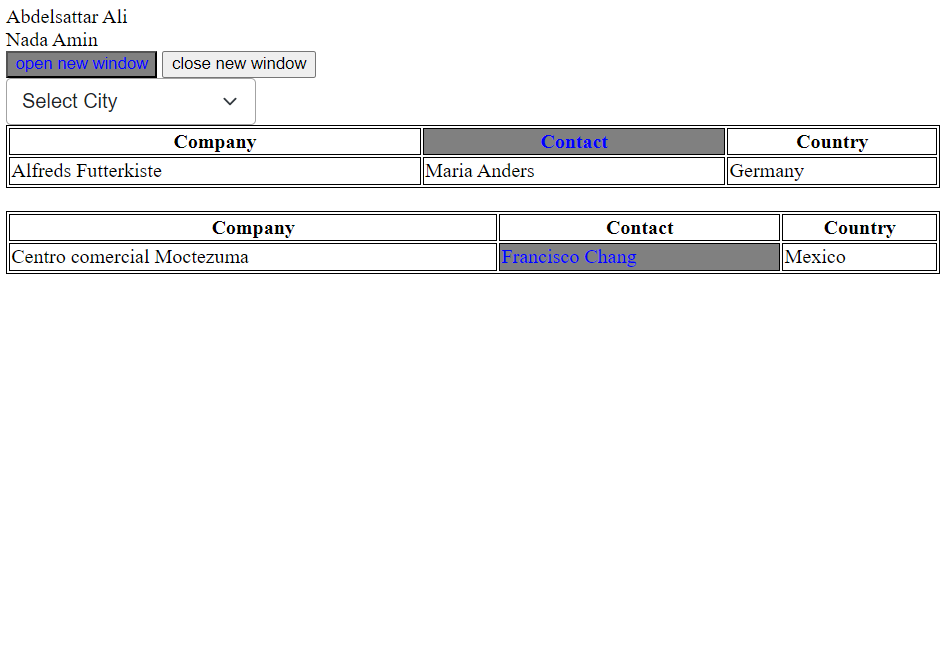 Abdelsattar Ali
Nada Amin
open new window close new window
Select City
Company Contact Country
Alfreds Futterkiste Maria Anders Germany
Company Contact Country
Centro comercial Moctezuma Francisco Chang Mexico